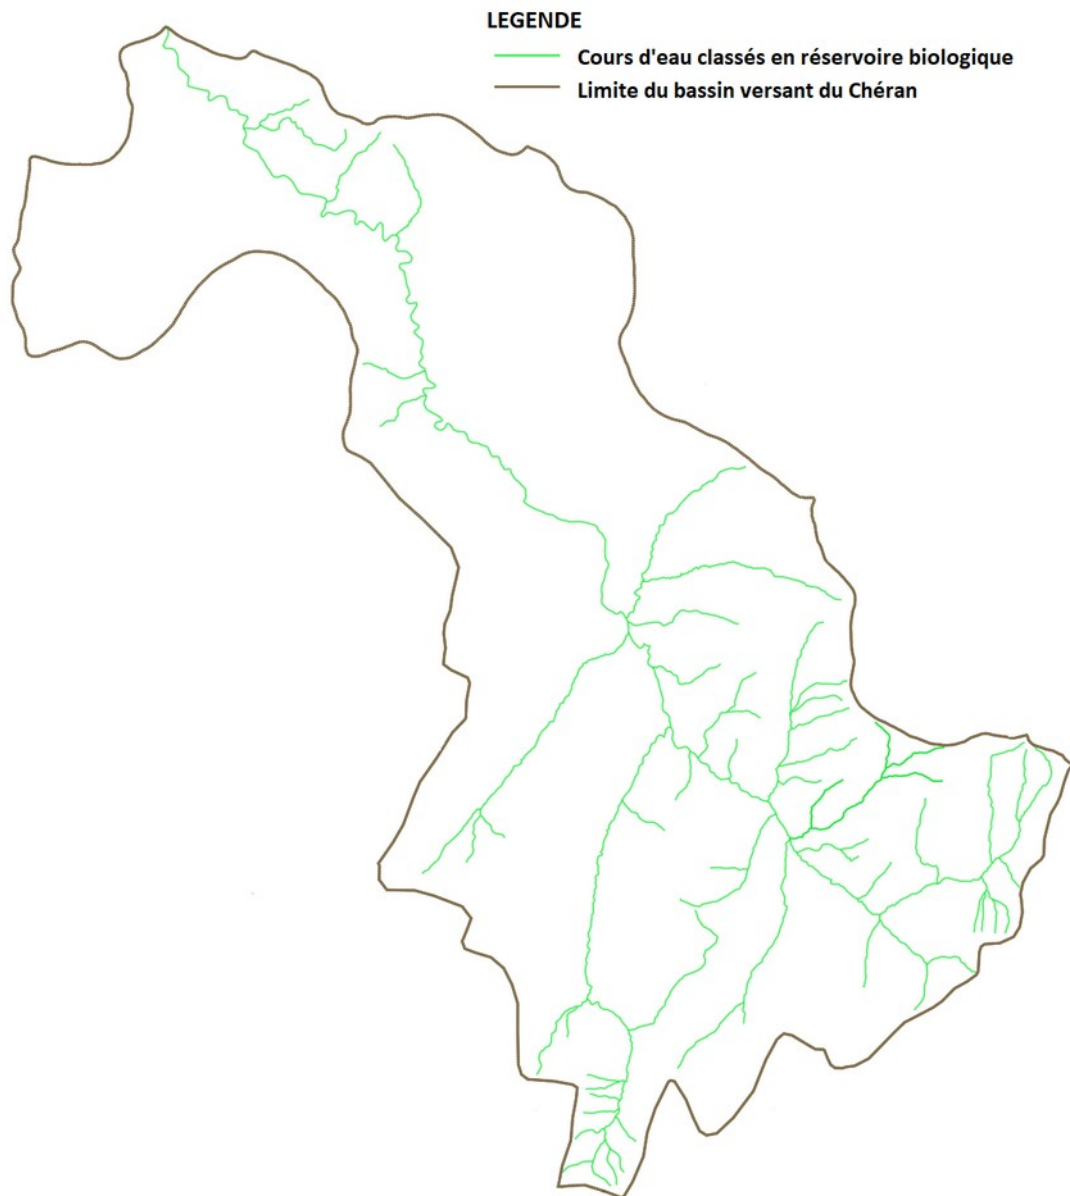 LEGENDE
Cours d'eau classés en réservoire biologique
Limite du bassin versant du Chéran